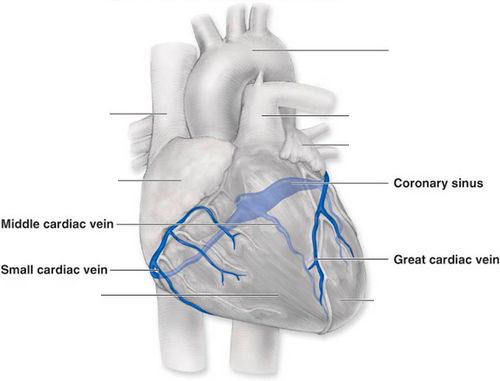 Coronary sinus
Middle cardiac vein
Great cardiac vein
Small cardiac vein